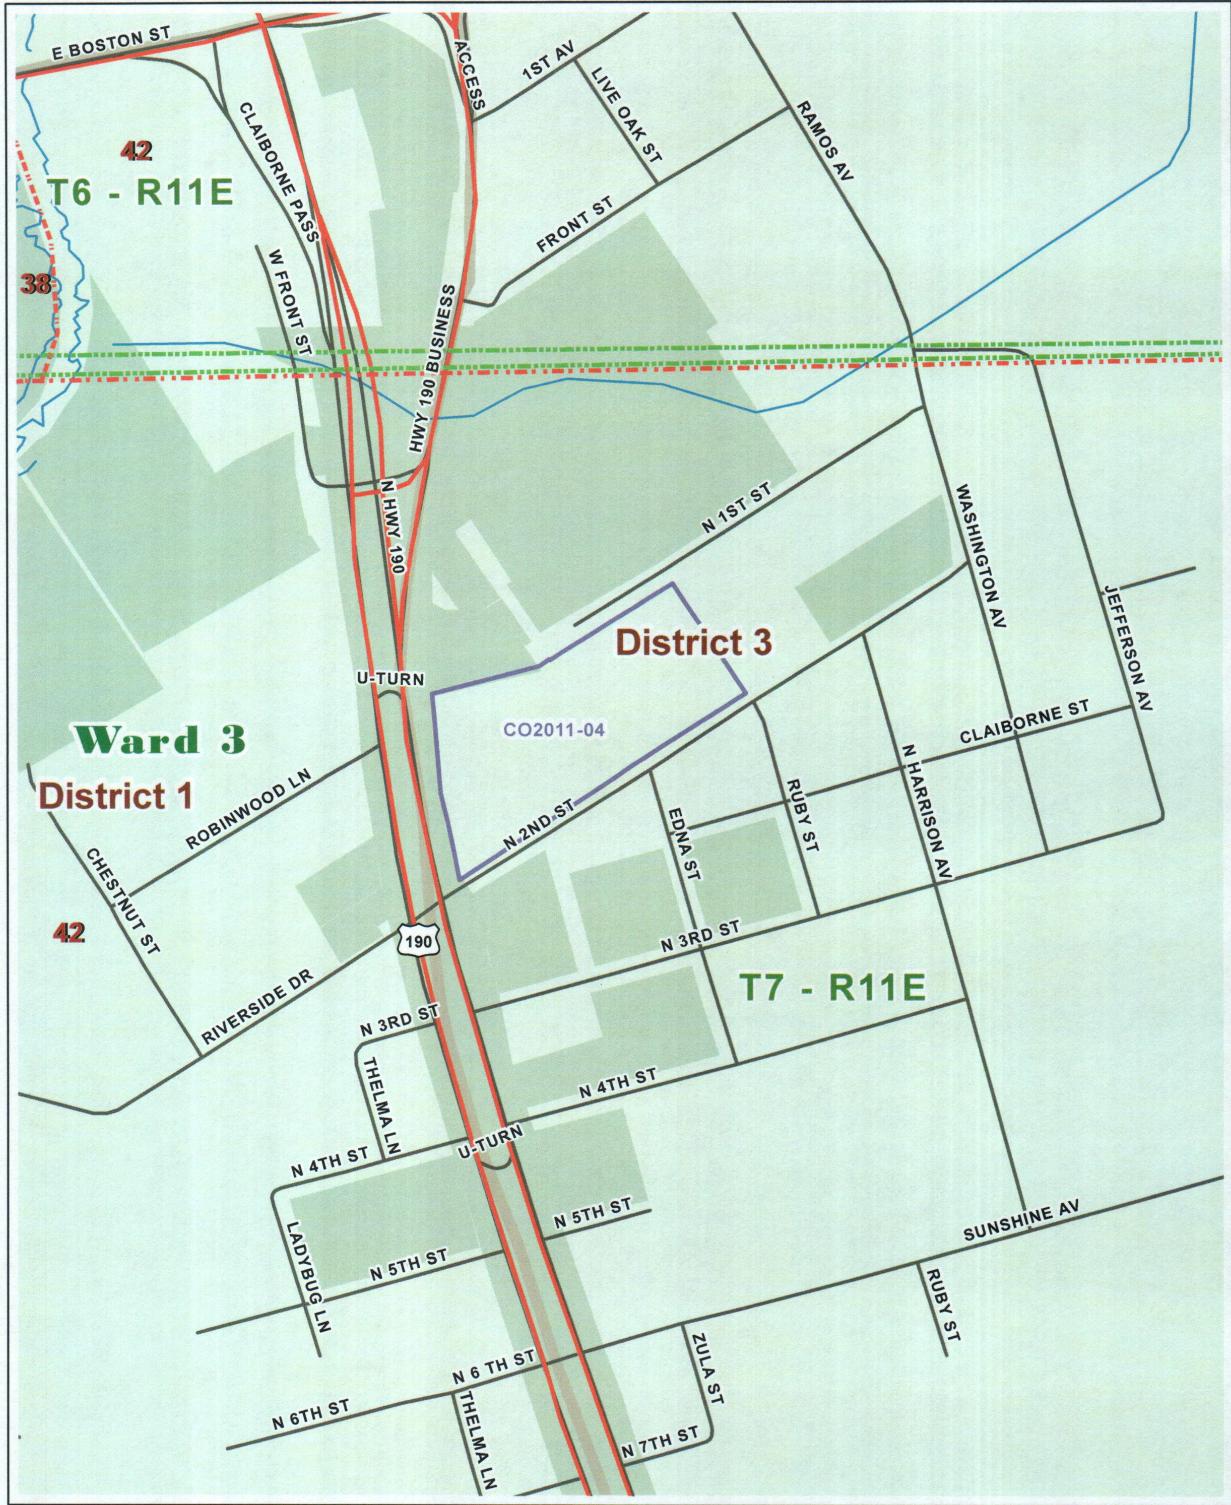 E BOSTON ST
ACCESS
1ST AV
LIVE OAK ST
RAMOS AV
CLAIBORNE PASS
42
T6 - R11E
FRONT ST
W FRONT ST
38
HWY 190 BUSINESS
N HWY 190
N 1ST ST
WASHINGTON AV
JEFFERSON AV
District 3
U-TURN
CO2011-04
Ward 3
District 1
CLAIBORNE ST
N HARRISON AV
ROBINWOOD LN
RUBY ST
EDNA ST
N 2ND ST
CHESTNUT ST
42
190
N 3RD ST
T7 - R11E
RIVERSIDE DR
N 3RD ST
THELMA LN
N 4TH ST
U-TURN
N 4TH ST
LADYBUG LN
N 5TH ST
N 5TH ST
SUNSHINE AV
RUBY ST
ZULA ST
N 6 TH ST
N 6TH ST
THELMA LN
N 7TH ST